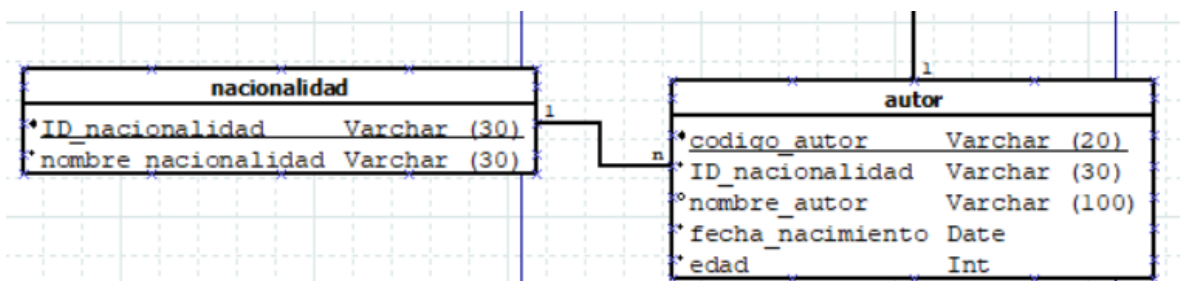 nacionalidad
ID_nacionalidad Varchar (30)
nombre_nacionalidad Varchar (30)
1
n
1
autor
codigo_autor Varchar (20)
ID_nacionalidad Varchar (30)
nombre_autor Varchar (100)
fecha_nacimiento Date
edad Int